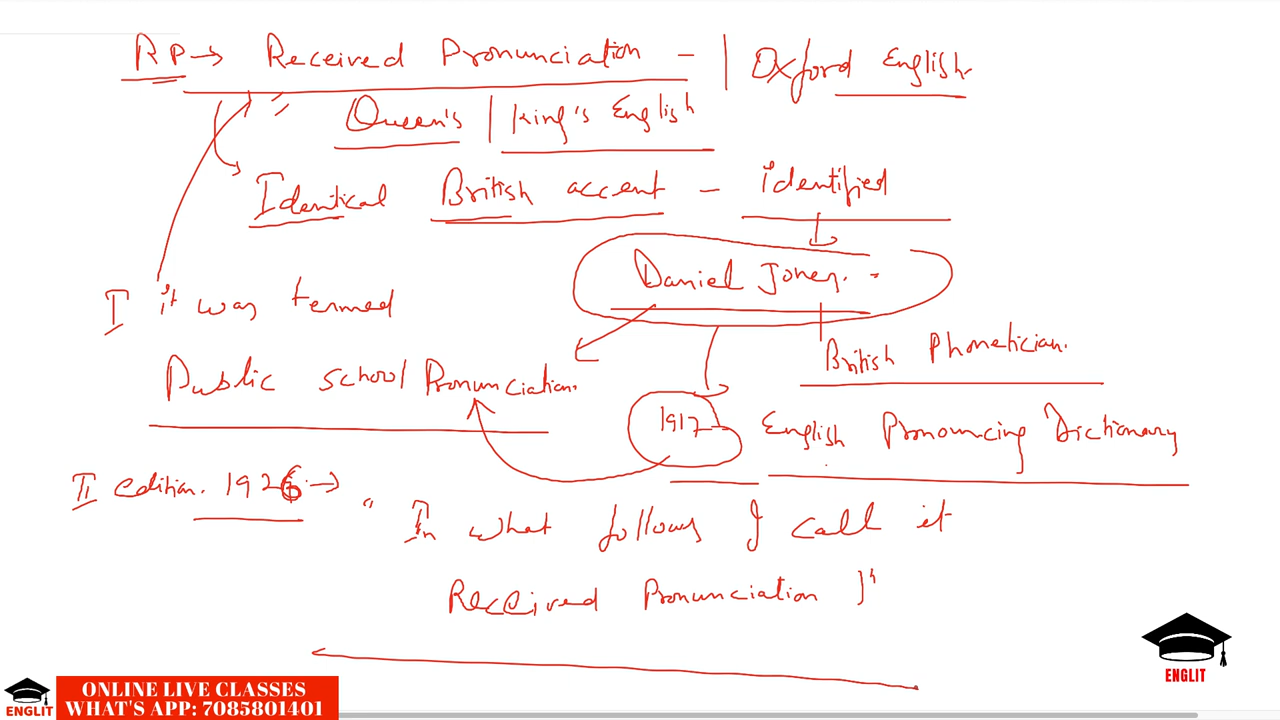 RP → Received Pronunciation - | Oxford English.
" Queen's | King's English
Identical British accent - identified
Daniel Jones.
I it was termed
British Phonetician.
Public school Pronunciation.
1917 - English Pronouncing Dictionary
II edition. 1926 →
" In what follows I call it
Received Pronunciation "
ENGLIT
ENGLIT
ONLINE LIVE CLASSES
WHAT'S APP: 7085801401